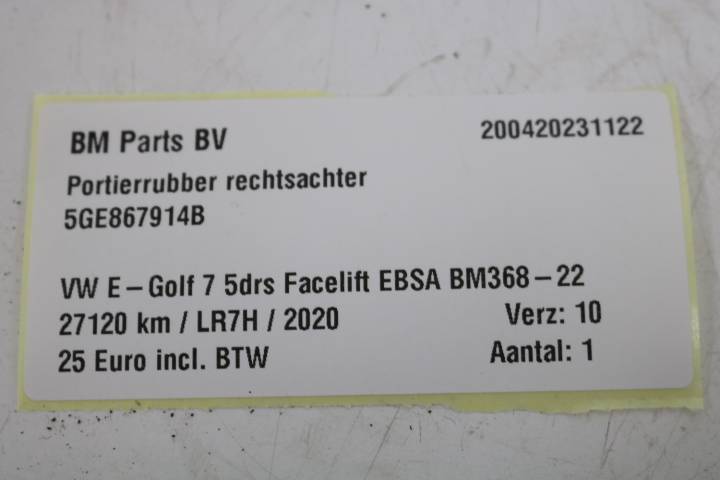 BM Parts BV 200420231122
Portierrubber rechtsachter
5GE867914B
VW E-Golf 7 5drs Facelift EBSA BM368-22
27120 km / LR7H / 2020 Verz: 10
25 Euro incl. BTW Aantal: 1